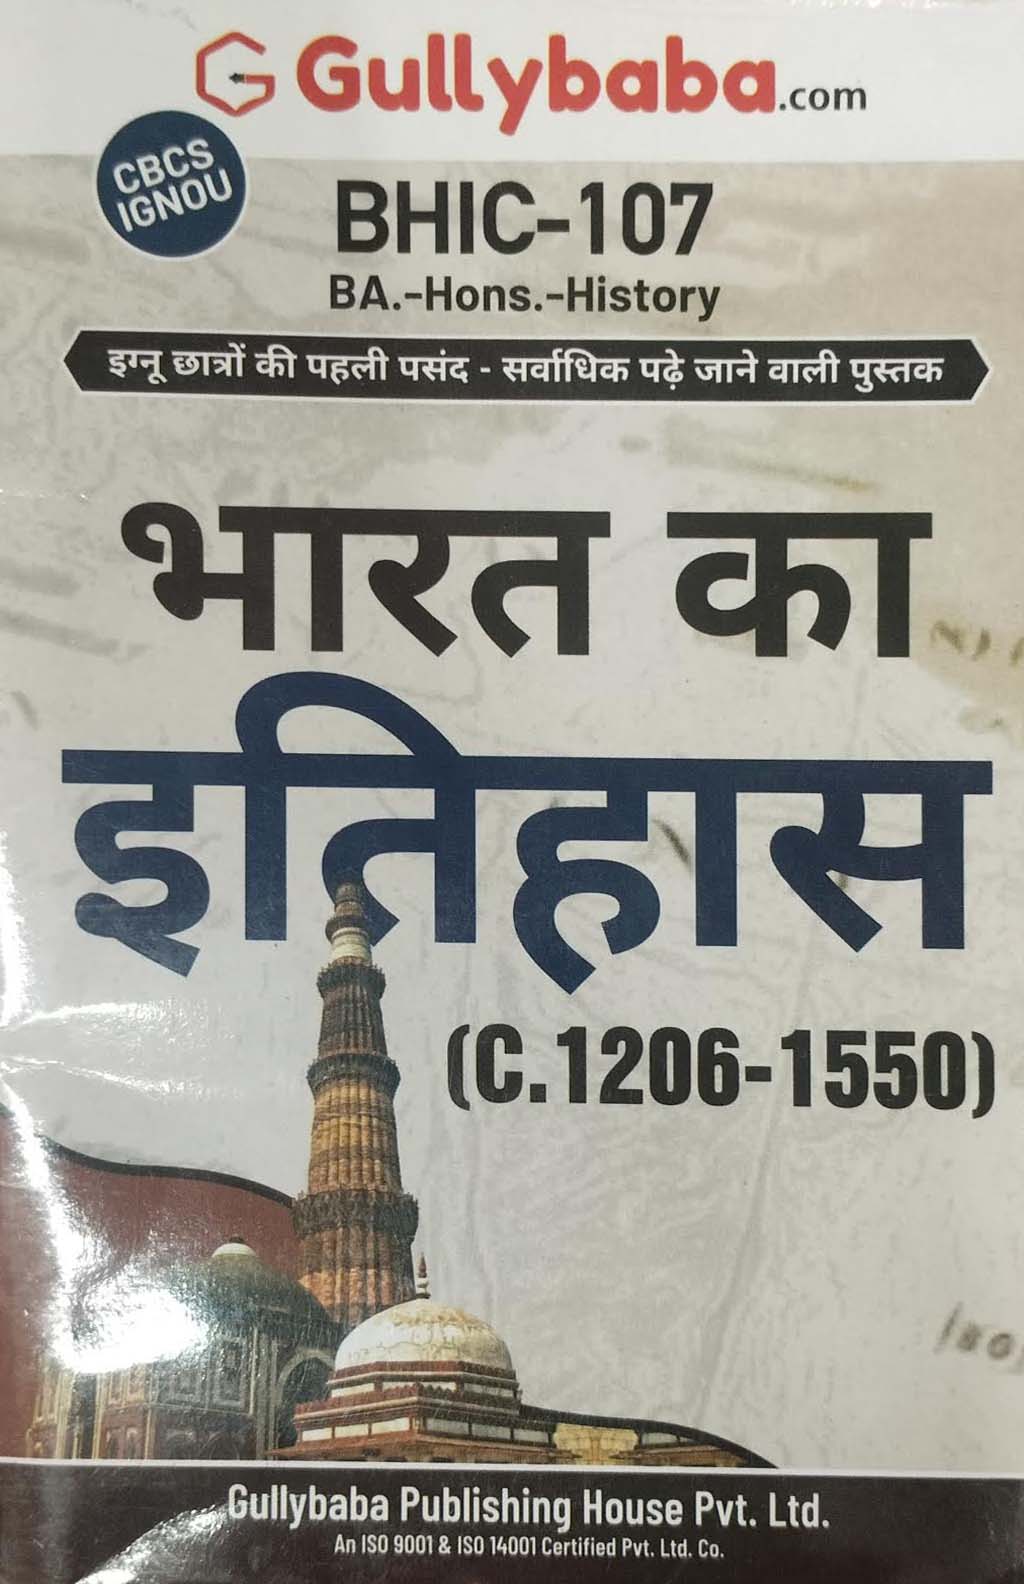 Gullybaba.com
CBCS
IGNOU
BHIC-107
BA.-Hons.-History
इग्नू छात्रों की पहली पसंद - सर्वाधिक पढ़े जाने वाली पुस्तक
भारत का
इतिहास
(C.1206-1550)
Gullybaba Publishing House Pvt. Ltd.
An ISO 9001 & ISO 14001 Certified Pvt. Ltd. Co.